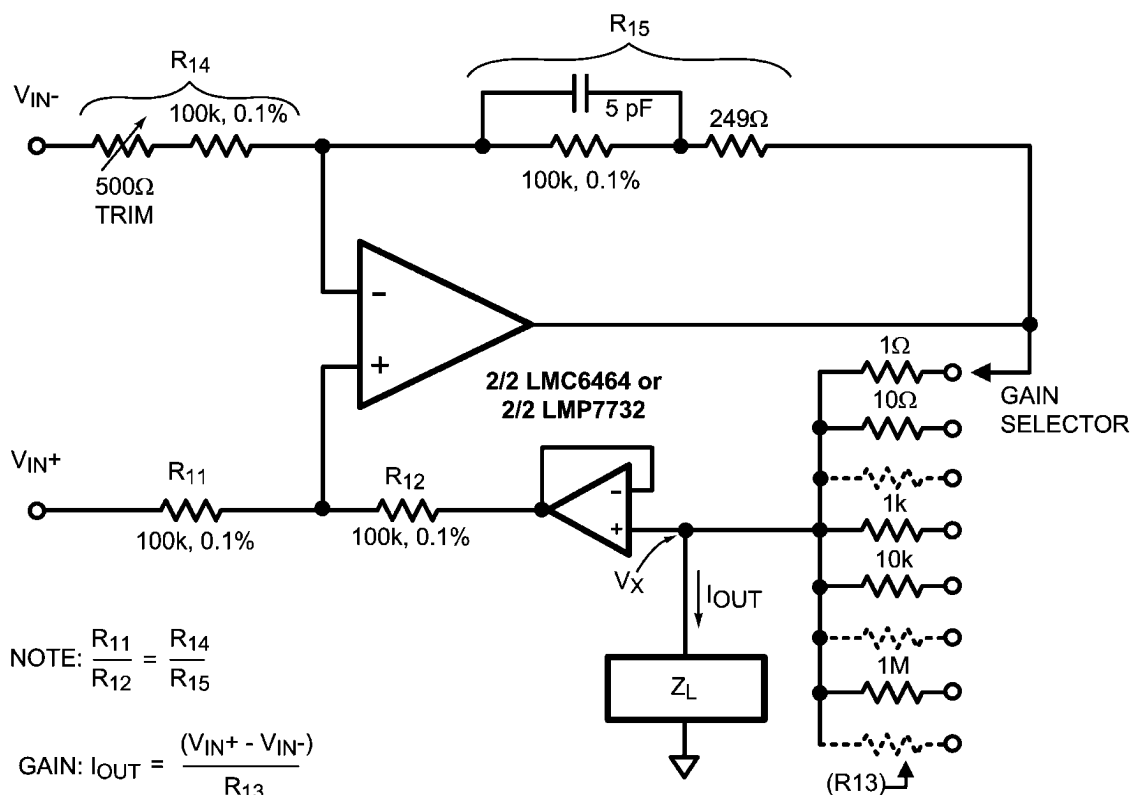 R15
R14
VIN-
100k, 0.1%
5 pF
249Ω
100k, 0.1%
500Ω
TRIM
-
+
1Ω
2/2 LMC6464 or
2/2 LMP7732
GAIN
SELECTOR
10Ω
VIN+
R11
R12
-
+
1k
100k, 0.1%
100k, 0.1%
VX
10k
IOUT
NOTE: R11/R12 = R14/R15
ZL
1M
GAIN: IOUT = (VIN+ - VIN-)/R13
(R13)